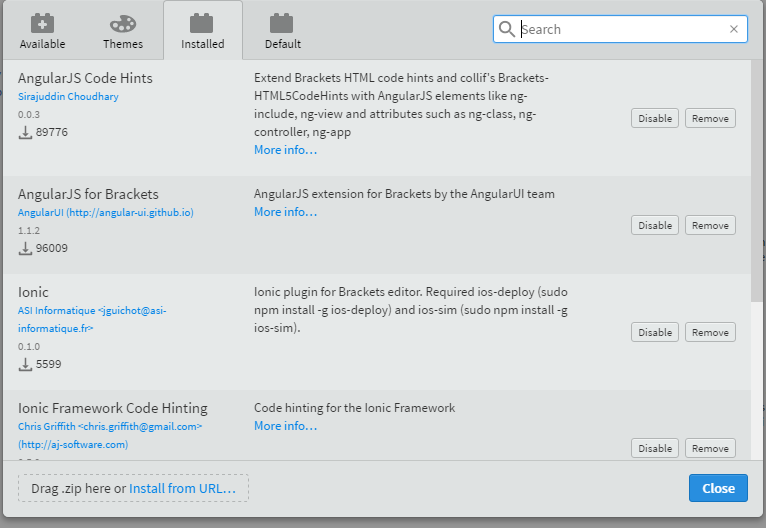 Available
Themes
Installed
Default
Search
AngularJS Code Hints
Sirajuddin Choudhary
0.0.3
89776
Extend Brackets HTML code hints and collif's Brackets-
HTML5CodeHints with AngularJS elements like ng-
include, ng-view and attributes such as ng-class, ng-
controller, ng-app
More info…
Disable
Remove
AngularJS for Brackets
AngularUI (http://angular-ui.github.io)
1.1.2
96009
AngularJS extension for Brackets by the AngularUI team
More info…
Disable
Remove
Ionic
ASI Informatique <jguichot@asi-
informatique.fr>
0.1.0
5599
Ionic plugin for Brackets editor. Required ios-deploy (sudo
npm install -g ios-deploy) and ios-sim (sudo npm install -g
ios-sim).
Disable
Remove
Ionic Framework Code Hinting
Chris Griffith <chris.griffith@gmail.com>
(http://aj-software.com)
Code hinting for the Ionic Framework
More info…
Disable
Remove
Drag .zip here or Install from URL…
Close